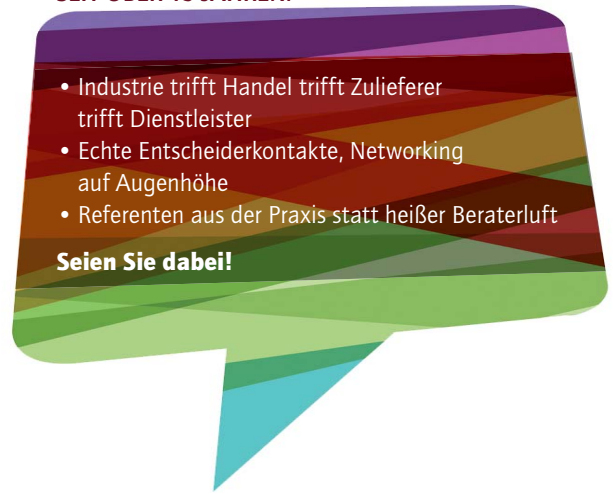 • Industrie trifft Handel trifft Zulieferer
trifft Dienstleister
• Echte Entscheiderkontakte, Networking
auf Augenhöhe
• Referenten aus der Praxis statt heißer Beraterluft
Seien Sie dabei!